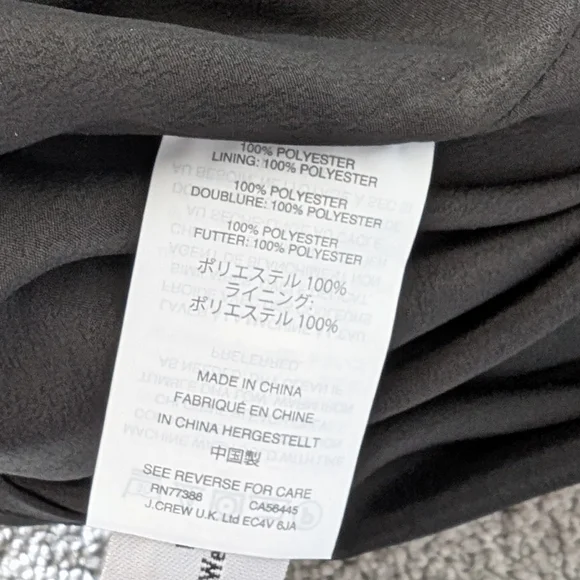 100% POLYESTER
LINING: 100% POLYESTER
100% POLYESTER
DOUBLURE: 100% POLYESTER
100% POLYESTER
FUTTER: 100% POLYESTER
ポリエステル 100%
ライニング:
ポリエステル 100%
MADE IN CHINA
FABRIQUÉ EN CHINE
IN CHINA HERGESTELLT
中国製
SEE REVERSE FOR CARE
RN77388 CA56445
J.CREW U.K. Ltd EC4V 6JA
We